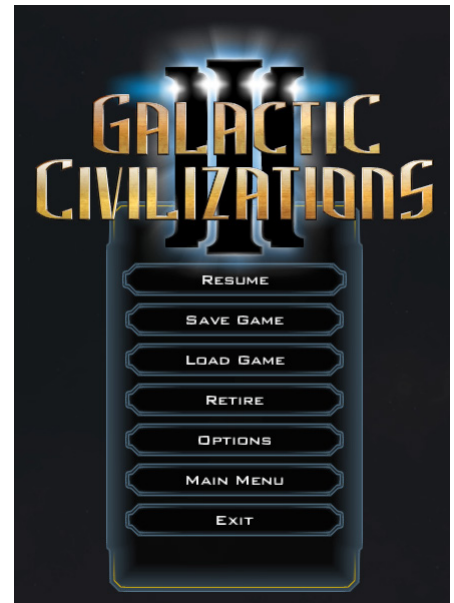 III
GALACTIC
CIVILIZATIONS
RESUME
SAVE GAME
LOAD GAME
RETIRE
OPTIONS
MAIN MENU
EXIT